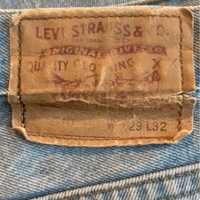 LEVI STRAUSS & CO.
ORIGINAL RIVETED
QUALITY CLOTHING
W 29 L32